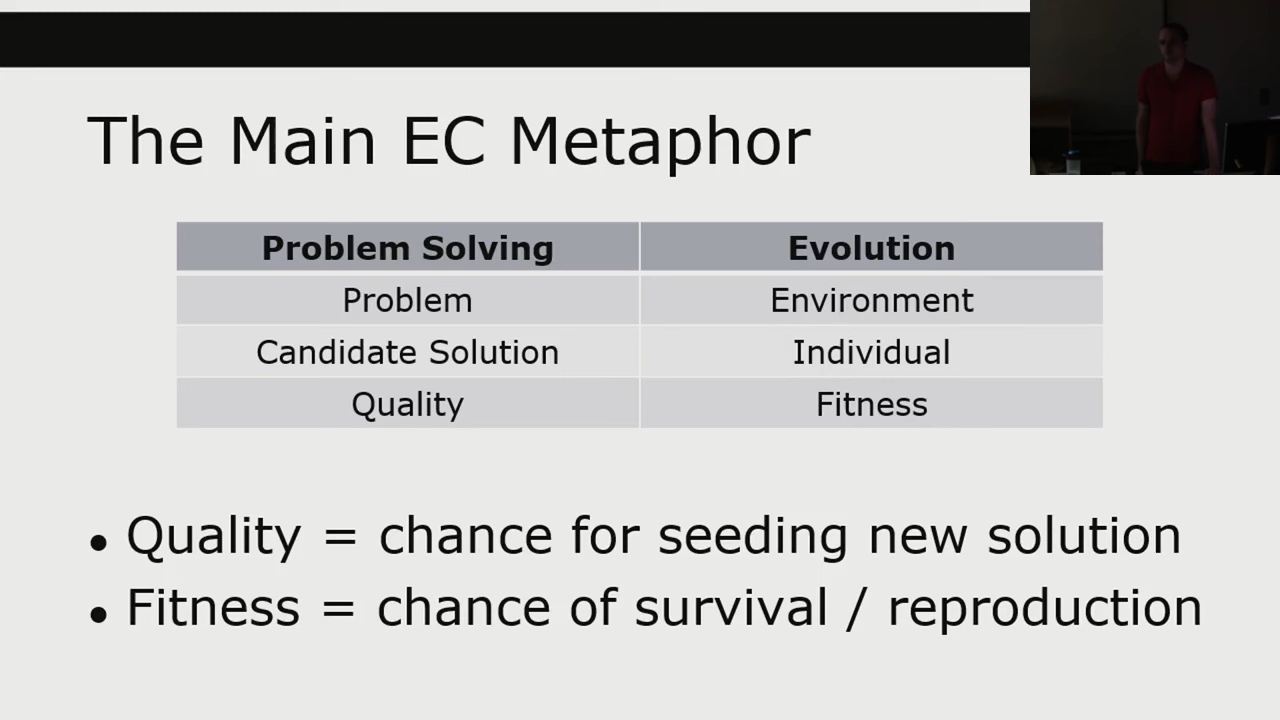 The Main EC Metaphor
Problem Solving Evolution
Problem Environment
Candidate Solution Individual
Quality Fitness
• Quality = chance for seeding new solution
• Fitness = chance of survival / reproduction